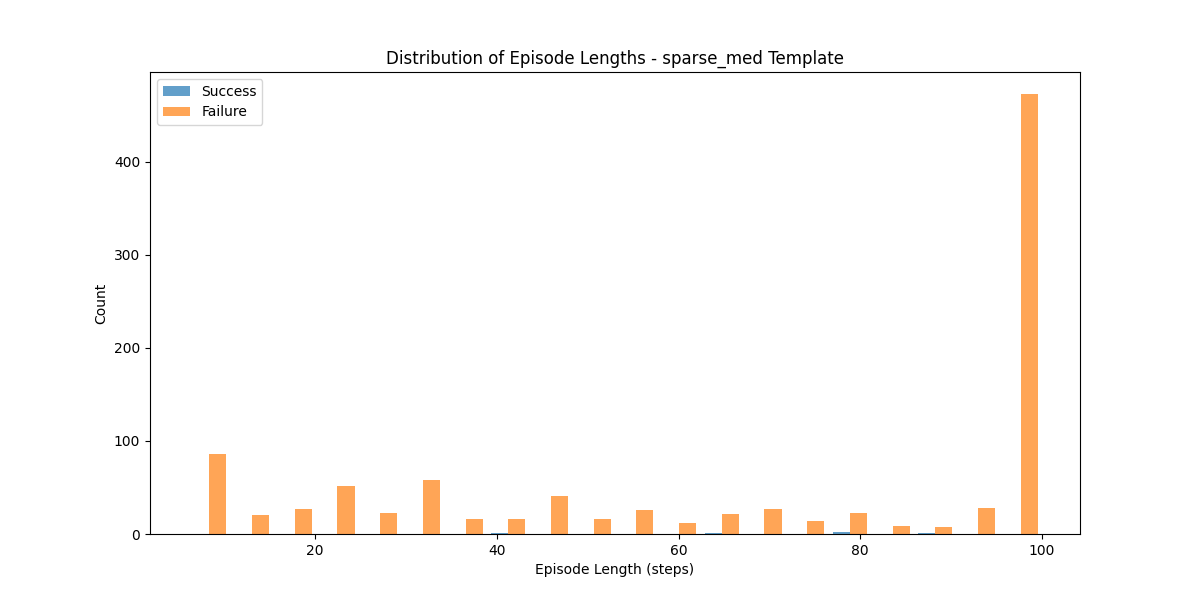 Distribution of Episode Lengths - sparse_med Template
Success
Failure
400
300
200
100
0
Count
20
40
60
80
100
Episode Length (steps)